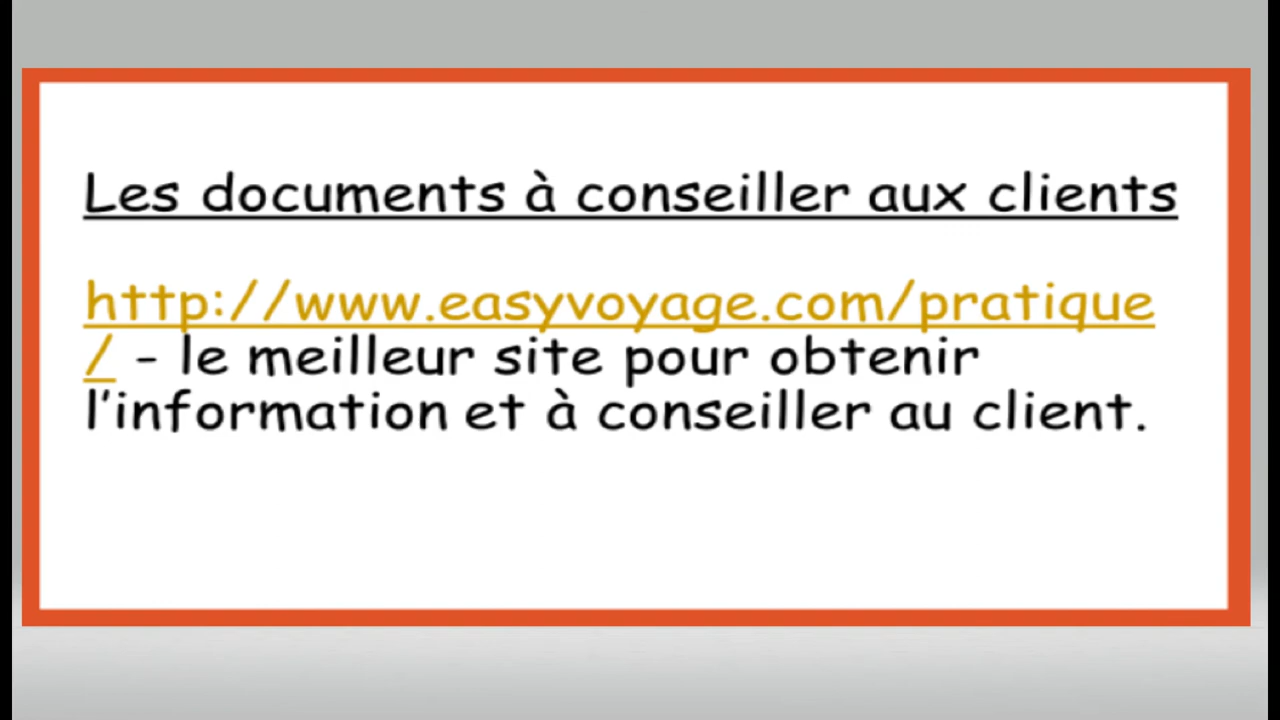 Les documents à conseiller aux clients
http://www.easyvoyage.com/pratique
/ - le meilleur site pour obtenir
l'information et à conseiller au client.